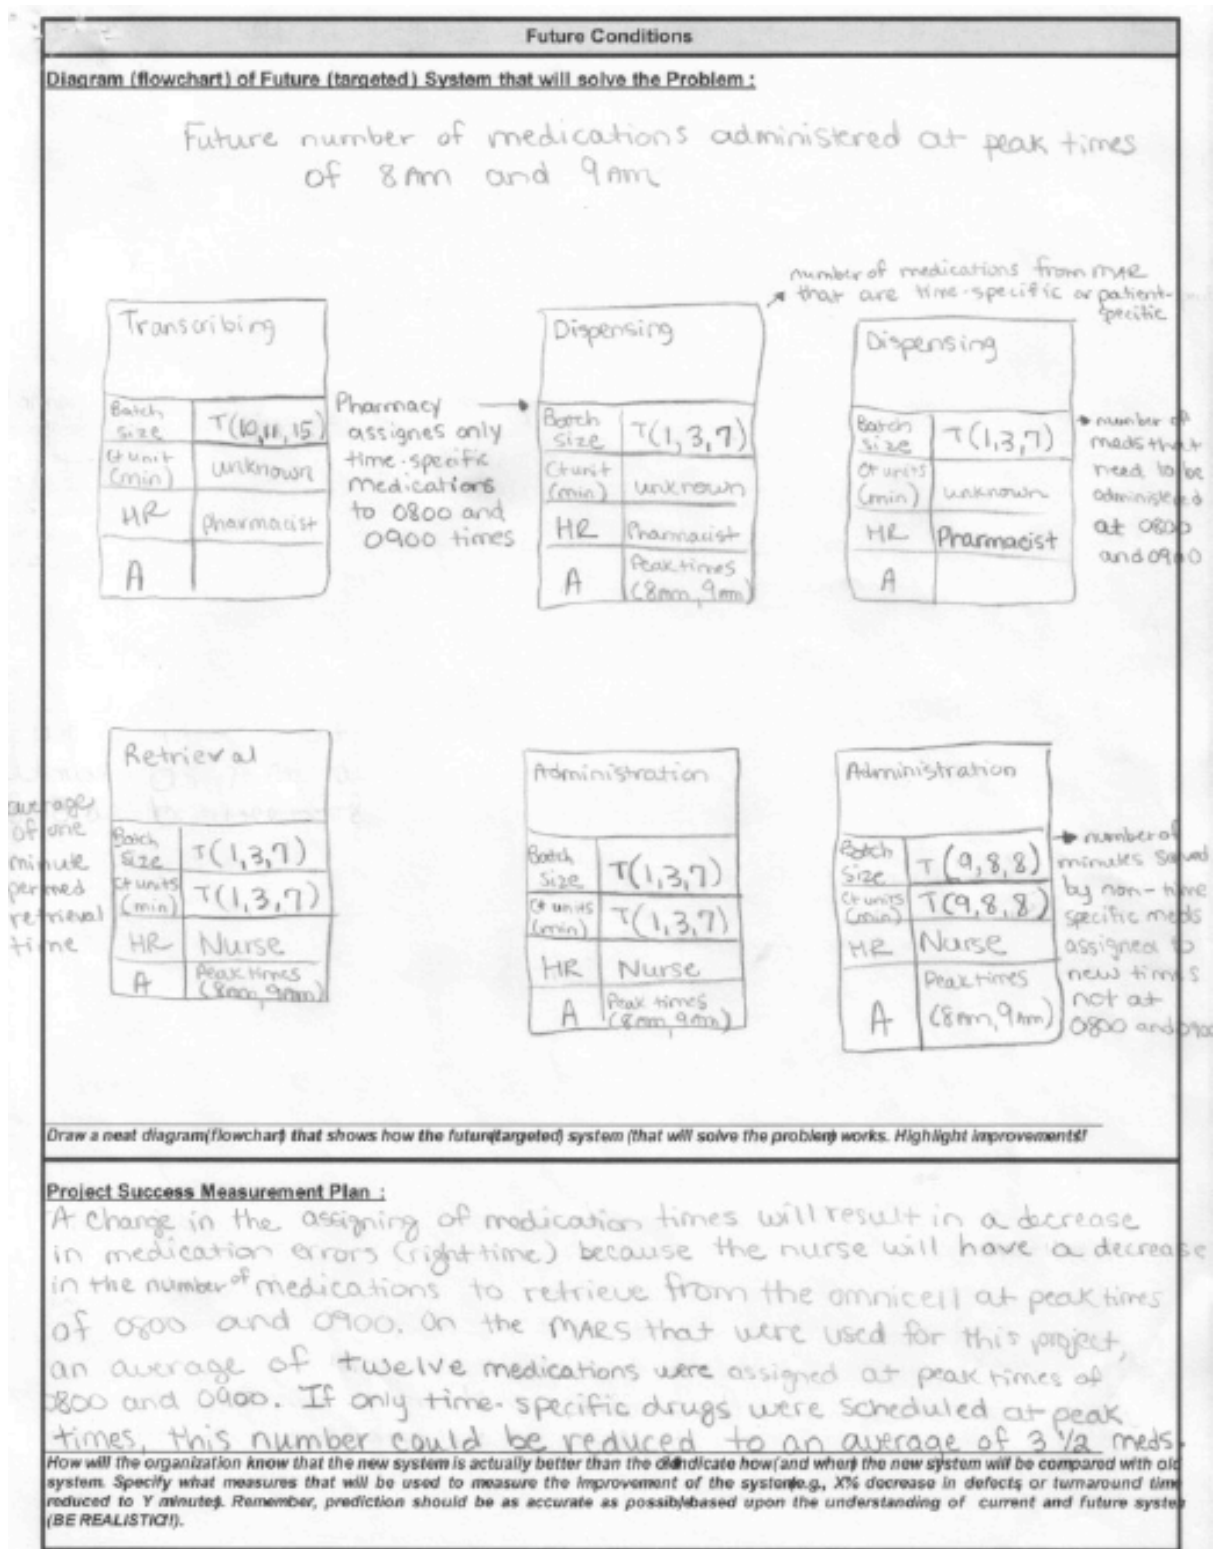 Future Conditions
Diagram (flowchart) of Future (targeted) System that will solve the Problem :
Future number of medications administered at peak times
of 8Am and 9Am
number of medications from MAR
that are time-specific or patient-
specific
Transcribing
Batch
size
T(10,11,15)
Ct unit
(min)
unknown
HR
pharmacist
A
Pharmacy
assignes only
time-specific
medications
to 0800 and
0900 times
Dispensing
Batch
size
T(1,3,7)
Ct unit
(min)
unknown
HR
Pharmacist
A
Peak times
(8am, 9am)
Dispensing
Batch
size
T(1,3,7)
Ct units
(min)
unknown
HR
Pharmacist
A
number of
meds that
need to be
administered
at 0800
and 0900
average
of one
minute
per med
retrieval
time
Retrieval
Batch
Size
T(1,3,7)
Ct units
(min)
T(1,3,7)
HR
Nurse
A
Peak times
(8am, 9am)
Administration
Batch
Size
T(1,3,7)
Ct units
(min)
T(1,3,7)
HR
Nurse
A
Peak times
(8am, 9am)
Administration
Batch
Size
T(9,8,8)
Ct units
(min)
T(9,8,8)
HR
Nurse
A
Peak times
(8Am, 9Am)
number of
minutes saved
by non-time
specific meds
assigned to
new times
not at
0800 and 0900
Draw a neat diagram(flowchart) that shows how the future(targeted) system (that will solve the problem) works. Highlight improvements!
Project Success Measurement Plan :
A change in the assigning of medication times will result in a decrease
in medication errors (right time) because the nurse will have a decrease
in the number of medications to retrieve from the omnicell at peak times
of 0800 and 0900. On the MARS that were used for this project,
an average of twelve medications were assigned at peak times of
0800 and 0900. If only time-specific drugs were scheduled at peak
times, this number could be reduced to an average of 3 1/2 meds.
How will the organization know that the new system is actually better than the old indicate how(and when) the new system will be compared with old
system. Specify what measures that will be used to measure the improvement of the system e.g., X% decrease in defects or turnaround time
reduced to Y minutes). Remember, prediction should be as accurate as possible based upon the understanding of current and future system
(BE REALISTIC!!).